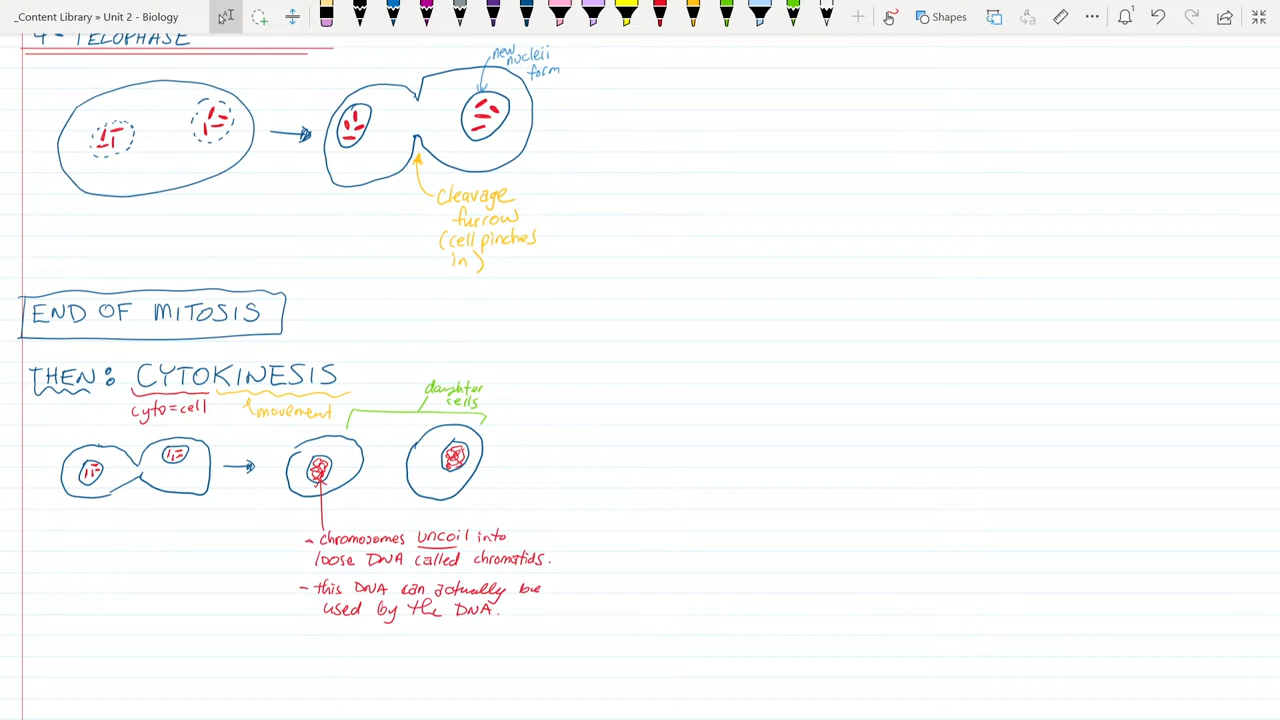 _Content Library » Unit 2 - Biology
Shapes
4 - TELOPHASE
new
nucleii
form
cleavage
furrow
(cell pinches
in)
END OF MITOSIS
THEN: CYTOKINESIS
cyto=cell
movement
daughter
cells
- chromosomes uncoil into
loose DNA called chromatids.
- this DNA can actually be
used by the DNA.